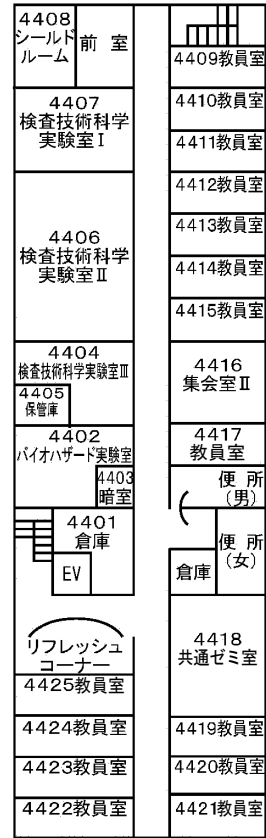 4408
シールド
ルーム
前 室
4407
検査技術科学
実験室Ⅰ
4406
検査技術科学
実験室Ⅱ
4404
検査技術科学実験室Ⅲ
4405
保管庫
4402
バイオハザード実験室
4403
暗室
4401
倉庫
EV
リフレッシュ
コーナー
4425教員室
4424教員室
4423教員室
4422教員室
4409教員室
4410教員室
4411教員室
4412教員室
4413教員室
4414教員室
4415教員室
4416
集会室Ⅱ
4417
教員室
便 所
(男)
便 所
(女)
倉庫
4418
共通ゼミ室
4419教員室
4420教員室
4421教員室